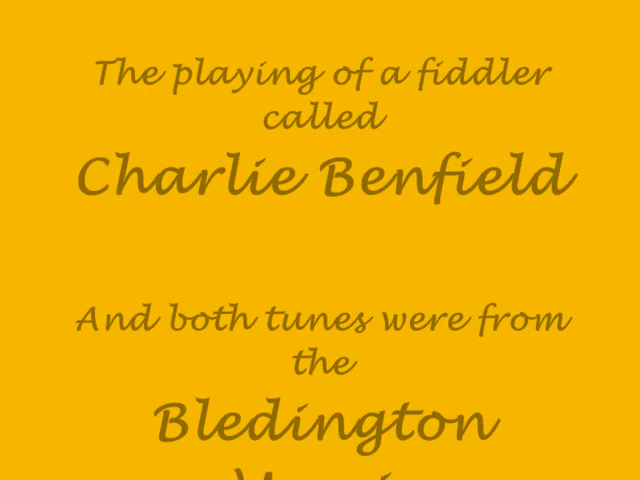 The playing of a fiddler
called
Charlie Benfield
And both tunes were from
the
Bledington